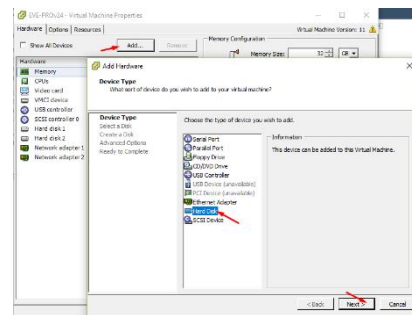 EVE-PROv24 - Virtual Machine Properties
Hardware Options Resources
Virtual Machine Version: 11
Show All Devices
Add...
Remove
Memory Configuration
Memory Size: 32 GB
Hardware
Memory
CPUs
Video card
VMCI device
USB controller
SCSI controller 0
Hard disk 1
Hard disk 2
Network adapter 1
Network adapter 2
Add Hardware
Device Type
What sort of device do you wish to add to your virtual machine?
Device Type
Select a Disk
Create a Disk
Advanced Options
Ready to Complete
Choose the type of device you wish to add.
Serial Port
Parallel Port
Floppy Drive
CD/DVD Drive
USB Controller
USB Device (unavailable)
PCI Device (unavailable)
Ethernet Adapter
Hard Disk
SCSI Device
Information
This device can be added to this Virtual Machine.
< Back
Next >
Cancel